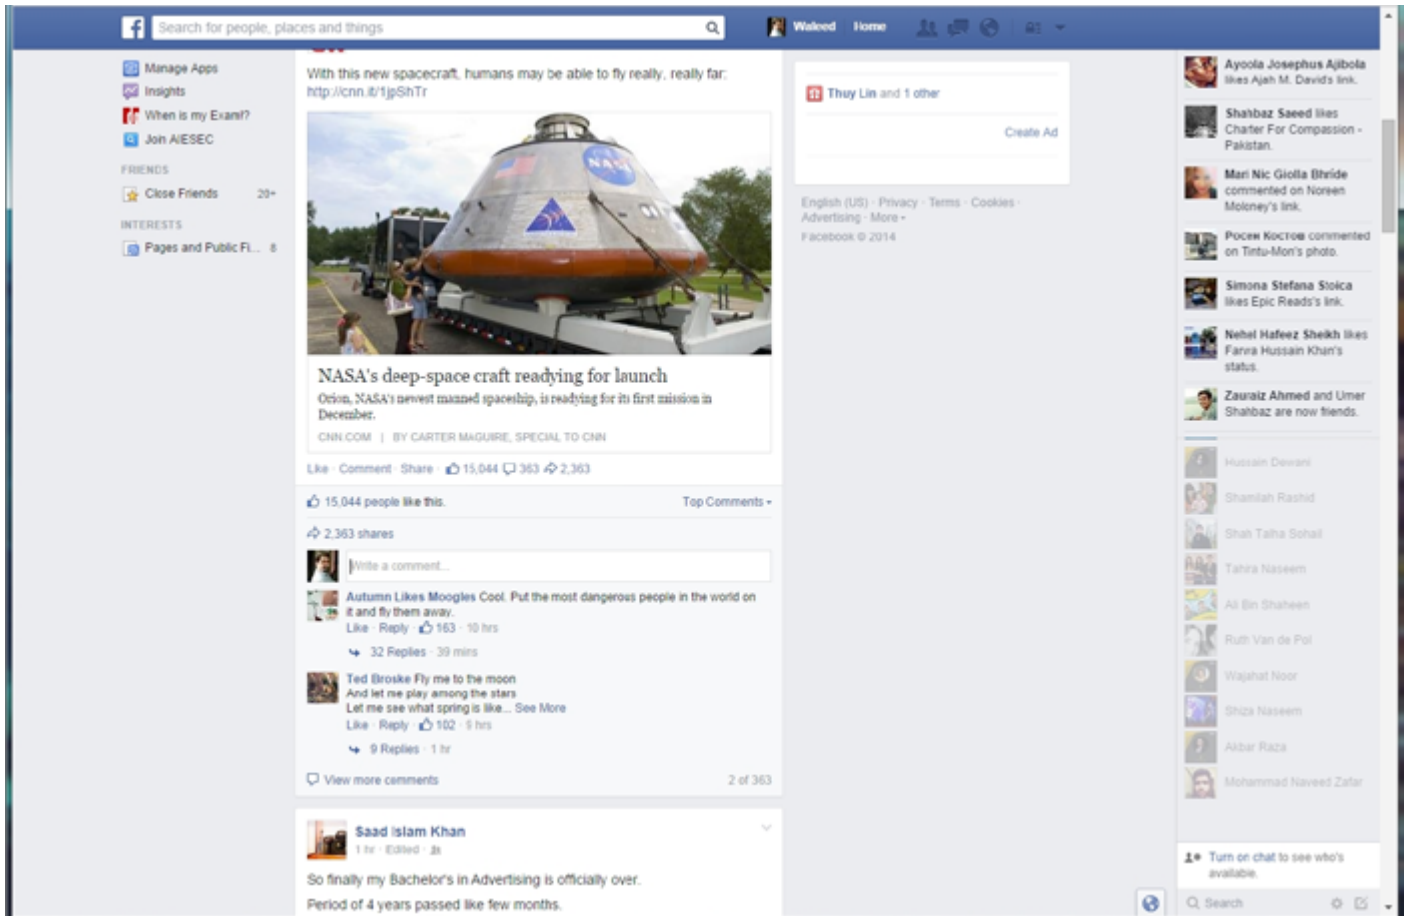 Search for people, places and things
Waleed Home
Manage Apps
Insights
When is my Exam!?
Join AIESEC
FRIENDS
Close Friends 20+
INTERESTS
Pages and Public Fi... 8
With this new spacecraft, humans may be able to fly really, really far:
http://cnn.it/1jpShTr
NASA
NASA's deep-space craft readying for launch
Orion, NASA's newest manned spaceship, is readying for its first mission in
December.
CNN.COM | BY CARTER MAGUIRE, SPECIAL TO CNN
Like · Comment · Share · 15,044 363 2,363
15,044 people like this.
Top Comments
2,363 shares
Write a comment...
Autumn Likes Moogles Cool. Put the most dangerous people in the world on
it and fly them away.
Like · Reply · 163 · 10 hrs
32 Replies · 39 mins
Ted Broske Fly me to the moon
And let me play among the stars
Let me see what spring is like... See More
Like · Reply · 102 · 9 hrs
9 Replies · 1 hr
View more comments
2 of 363
Saad Islam Khan
1 hr · Edited ·
So finally my Bachelor's in Advertising is officially over.
Period of 4 years passed like few months.
Thuy Lin and 1 other
Create Ad
English (US) · Privacy · Terms · Cookies ·
Advertising · More
Facebook © 2014
Ayoola Josephus Ajibola
likes Ajah M. David's link.
Shahbaz Saeed likes
Charter For Compassion -
Pakistan.
Mari Nic Giolla Bhríde
commented on Noreen
Moloney's link.
Росен Костов commented
on Tintu-Mon's photo.
Simona Stefana Stoica
likes Epic Reads's link.
Nehel Hafeez Sheikh likes
Farwa Hussain Khan's
status.
Zauraiz Ahmed and Umer
Shahbaz are now friends.
Hussain Dewani
Shamilah Rashid
Shah Talha Sohail
Tahra Naseem
Ali Bin Shaheen
Ruth Van de Pol
Wajahat Noor
Shiza Naseem
Akbar Raza
Mohammad Naveed Zafar
Turn on chat to see who's
available.
Search